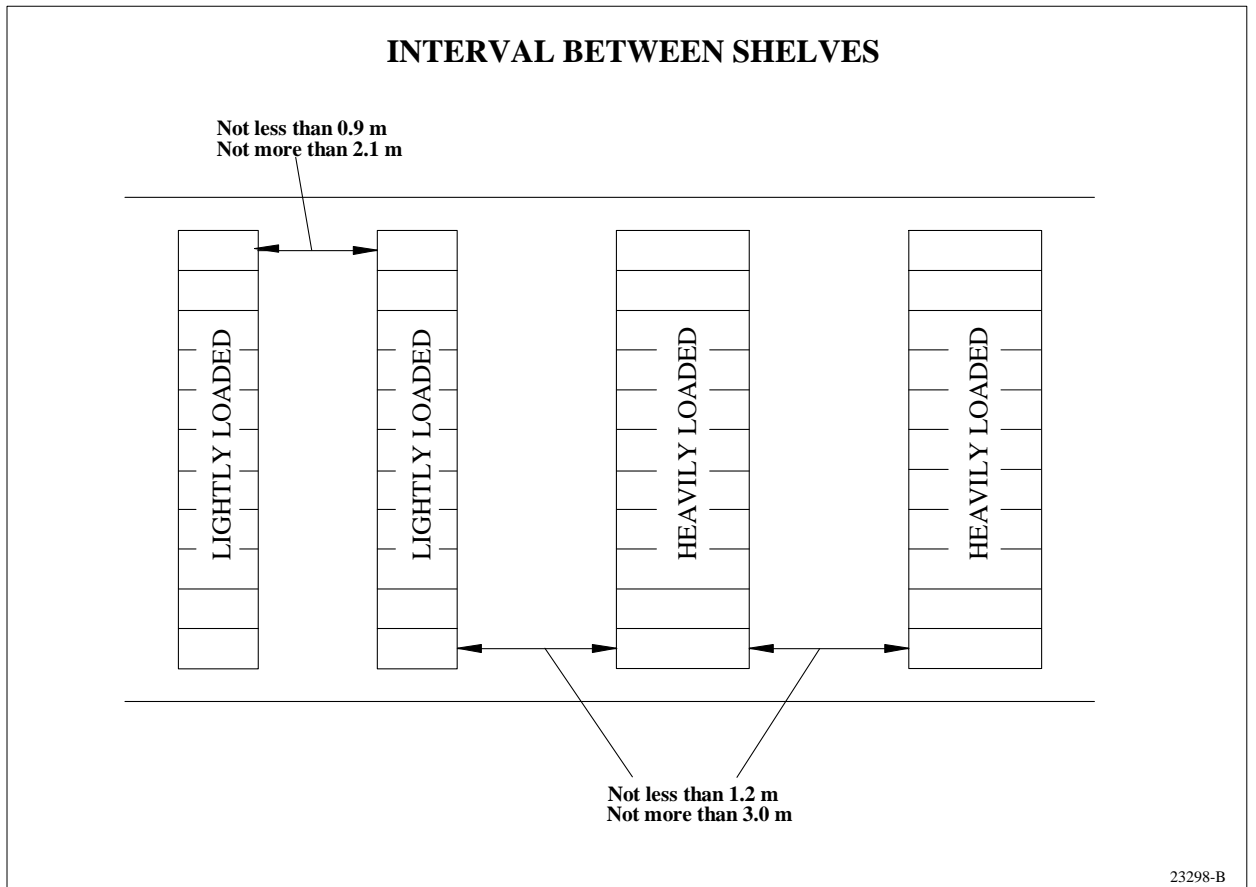 INTERVAL BETWEEN SHELVES
Not less than 0.9 m
Not more than 2.1 m
LIGHTLY LOADED
LIGHTLY LOADED
HEAVILY LOADED
HEAVILY LOADED
Not less than 1.2 m
Not more than 3.0 m
23298-B